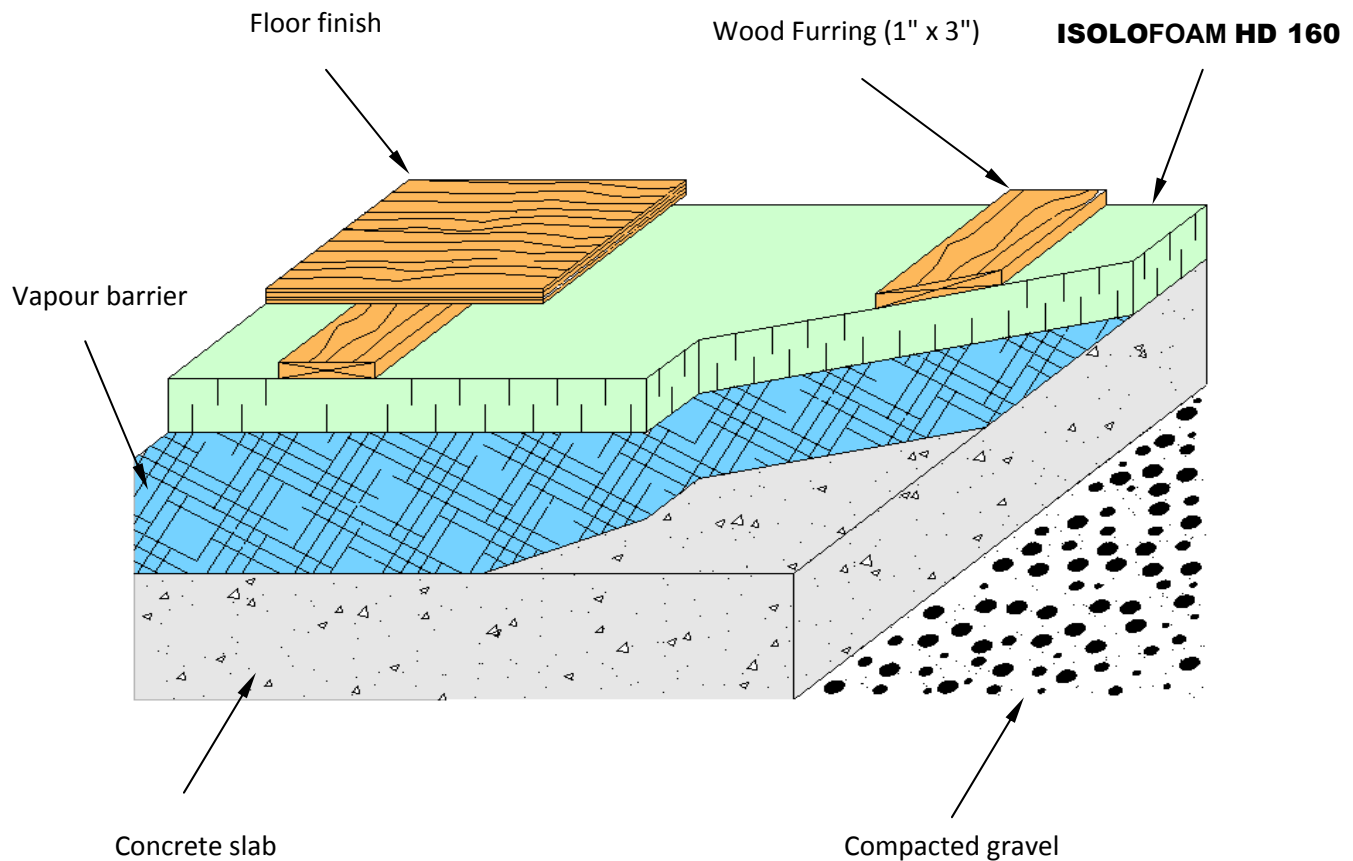 Floor finish
Wood Furring (1" x 3")
ISOLOFOAM HD 160
Vapour barrier
Concrete slab
Compacted gravel